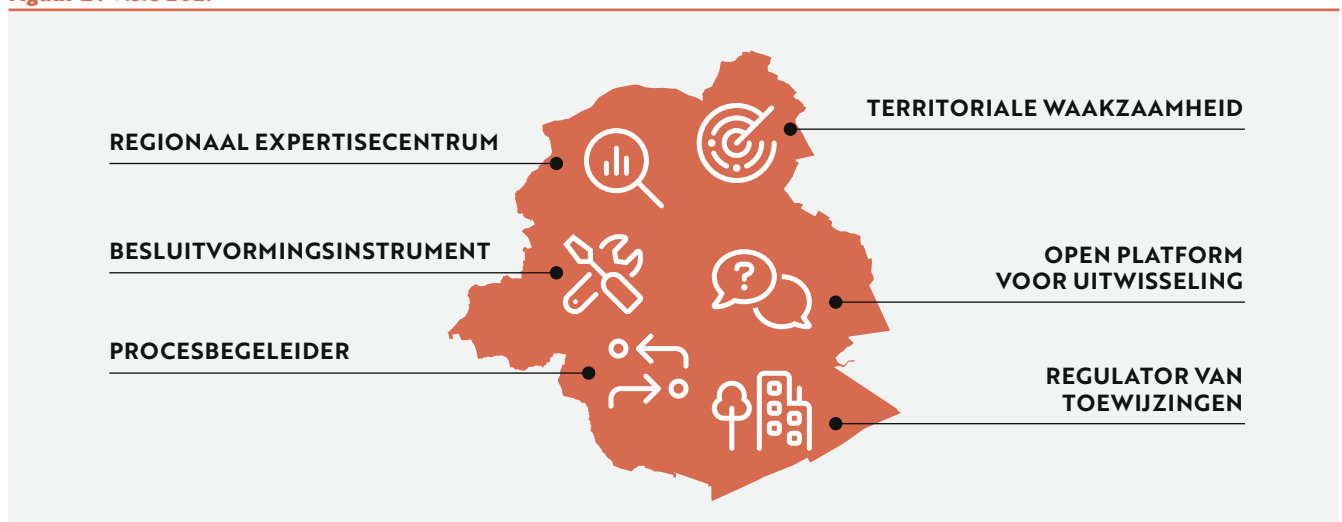 REGIONAAL EXPERTISECENTRUM
BESLUITVORMINGSINSTRUMENT
PROCESBEGELEIDER
TERRITORIALE WAAKZAAMHEID
OPEN PLATFORM
VOOR UITWISSELING
REGULATOR VAN
TOEWIJZINGEN
?